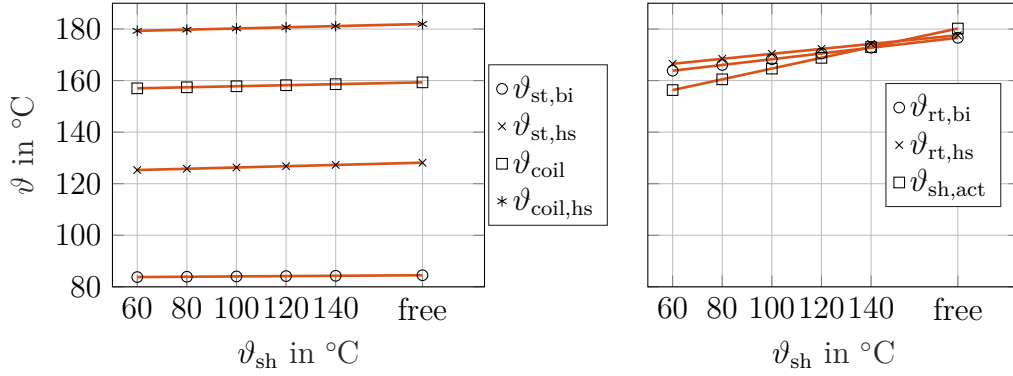 180
160
140
120
100
80
ϑ in °C
60 80 100 120 140 free
ϑsh in °C
ϑst,bi
ϑst,hs
ϑcoil
ϑcoil,hs
60 80 100 120 140 free
ϑsh in °C
ϑrt,bi
ϑrt,hs
ϑsh,act